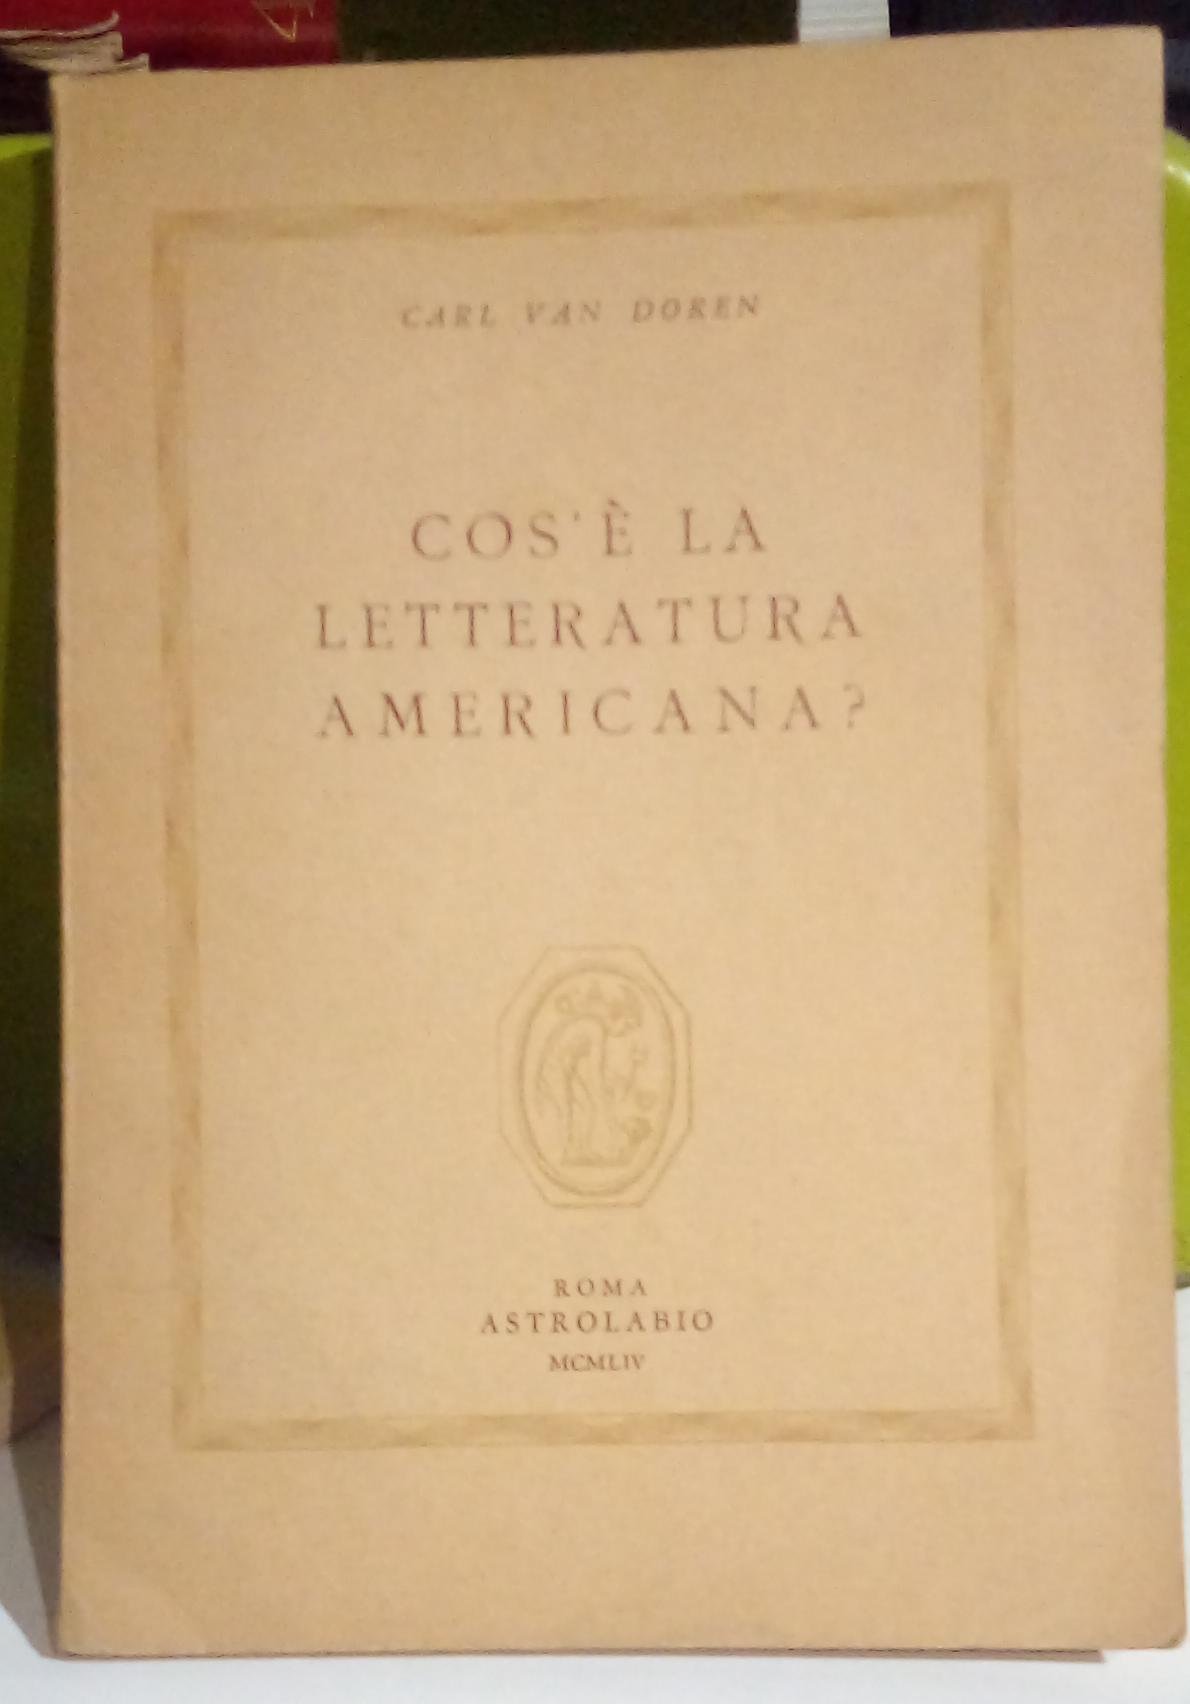 CARL VAN DOREN
COS'È LA
LETTERATURA
AMERICANA?
ROMA
ASTROLABIO
MCMLIV